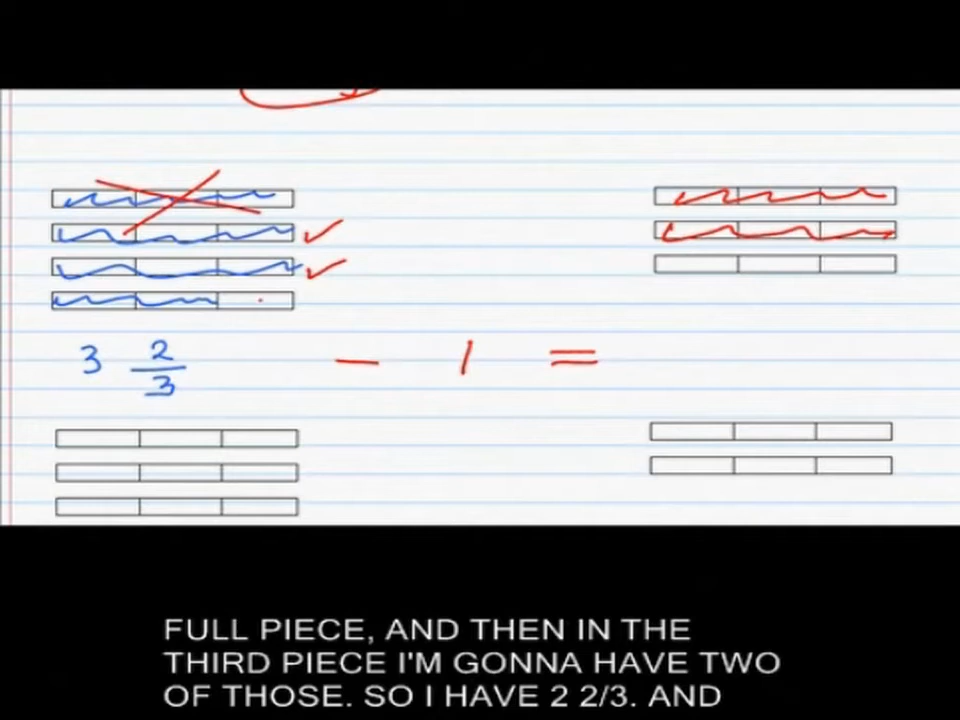 3 2/3 - 1 =
FULL PIECE, AND THEN IN THE
THIRD PIECE I'M GONNA HAVE TWO
OF THOSE. SO I HAVE 2 2/3. AND